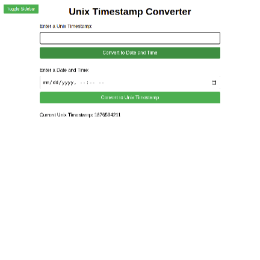 Toggle Sidebar
Unix Timestamp Converter
Enter a Unix Timestamp:
Convert to Date and Time
Enter a Date and Time:
mm/dd/yyyy, --:-- --
Convert to Unix Timestamp
Current Unix Timestamp: